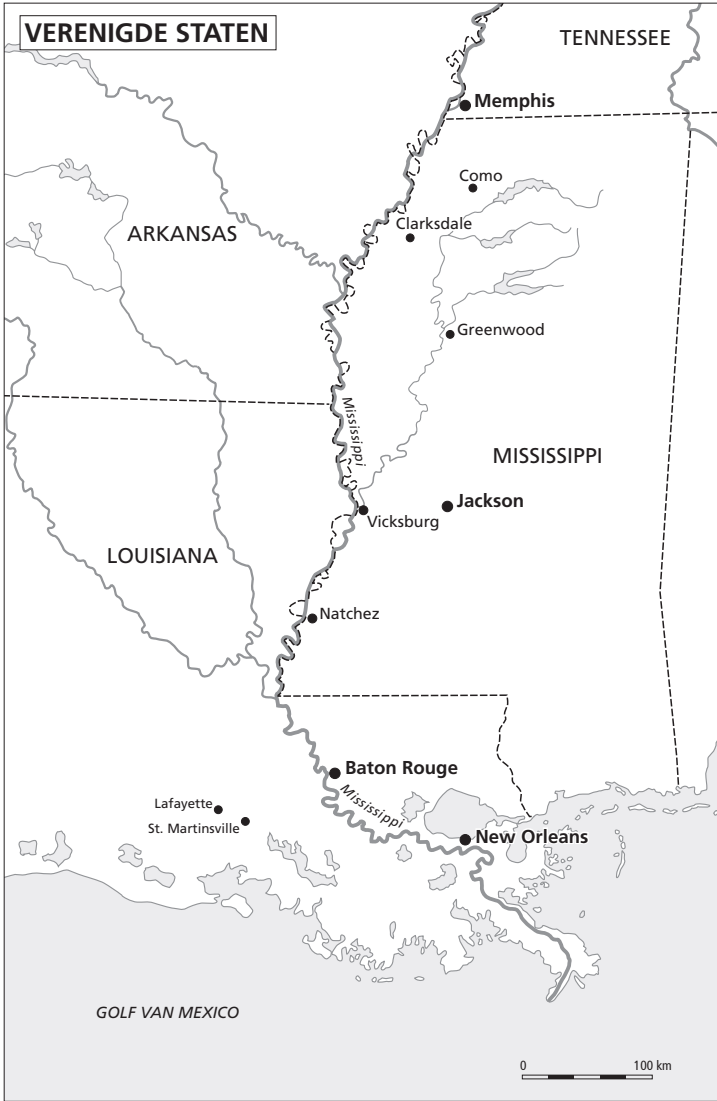 VERENIGDE STATEN
TENNESSEE
Memphis
Como
Clarksdale
ARKANSAS
Greenwood
Mississippi
MISSISSIPPI
Jackson
Vicksburg
LOUISIANA
Natchez
Baton Rouge
Mississippi
Lafayette
St. Martinsville
New Orleans
GOLF VAN MEXICO
0 100 km